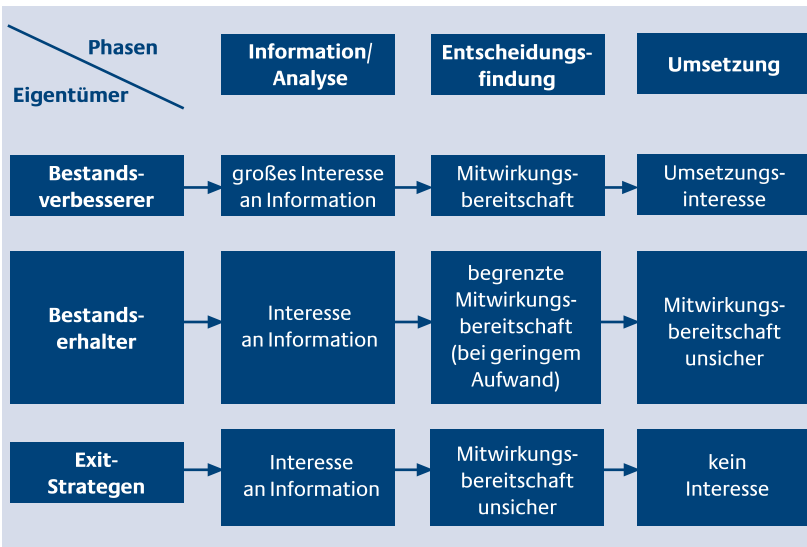 Phasen
Eigentümer
Information/
Analyse
Entscheidungs-
findung
Umsetzung
Bestands-
verbesserer
großes Interesse
an Information
Mitwirkungs-
bereitschaft
Umsetzungs-
interesse
Bestands-
erhalter
Interesse
an Information
begrenzte
Mitwirkungs-
bereitschaft
(bei geringem
Aufwand)
Mitwirkungs-
bereitschaft
unsicher
Exit-
Strategen
Interesse
an Information
Mitwirkungs-
bereitschaft
unsicher
kein
Interesse